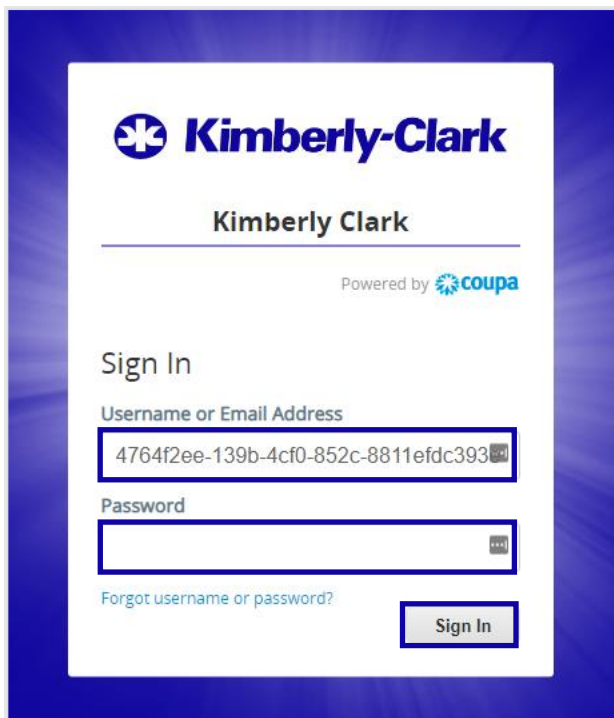 Kimberly-Clark
Kimberly Clark
Powered by coupa
Sign In
Username or Email Address
4764f2ee-139b-4cf0-852c-8811efdc393
Password
Forgot username or password?
Sign In